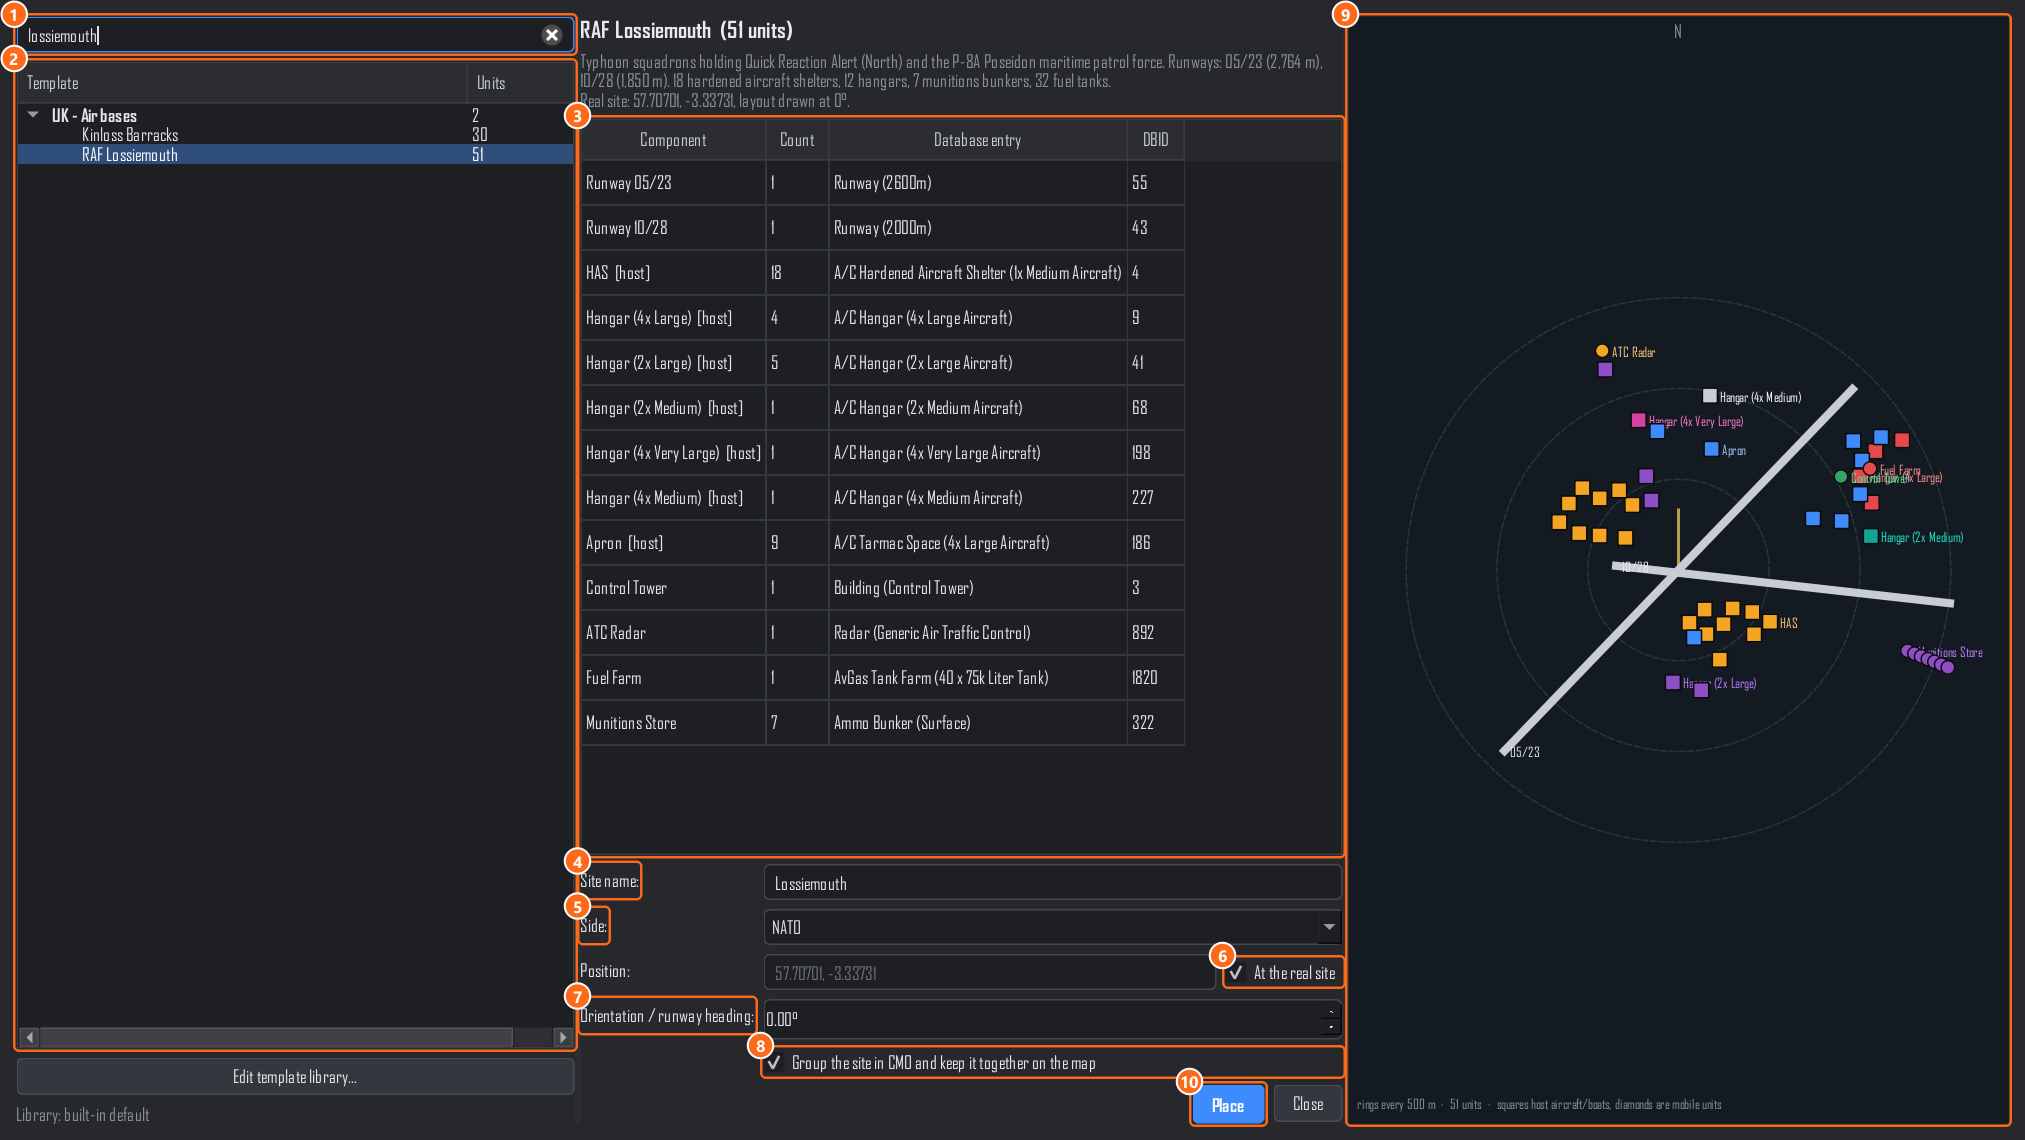 1
lossiemouth
2
Template Units
UK - Air bases 2
Kinloss Barracks 30
RAF Lossiemouth 51
Edit template library...
Library: built-in default
RAF Lossiemouth (51 units)
Typhoon squadrons holding Quick Reaction Alert (North) and the P-8A Poseidon maritime patrol force. Runways: 05/23 (2,764 m),
10/28 (1,850 m). 18 hardened aircraft shelters, 12 hangars, 7 munitions bunkers, 32 fuel tanks.
Real site: 57.70701, -3.33731, layout drawn at 0°.
3
Component Count Database entry DBID
Runway 05/23 1 Runway (2600m) 55
Runway 10/28 1 Runway (2000m) 43
HAS [host] 18 A/C Hardened Aircraft Shelter (1x Medium Aircraft) 4
Hangar (4x Large) [host] 4 A/C Hangar (4x Large Aircraft) 9
Hangar (2x Large) [host] 5 A/C Hangar (2x Large Aircraft) 41
Hangar (2x Medium) [host] 1 A/C Hangar (2x Medium Aircraft) 68
Hangar (4x Very Large) [host] 1 A/C Hangar (4x Very Large Aircraft) 198
Hangar (4x Medium) [host] 1 A/C Hangar (4x Medium Aircraft) 227
Apron [host] 9 A/C Tarmac Space (4x Large Aircraft) 186
Control Tower 1 Building (Control Tower) 3
ATC Radar 1 Radar (Generic Air Traffic Control) 892
Fuel Farm 1 AvGas Tank Farm (40 x 75k Liter Tank) 1820
Munitions Store 7 Ammo Bunker (Surface) 322
4
Site name: Lossiemouth
5
Side: NATO
6
Position: 57.70701, -3.33731 At the real site
7
Orientation / runway heading: 0.00°
8
Group the site in CMO and keep it together on the map
10
Place Close
9
N
ATC Radar
Hangar (4x Medium)
Hangar (4x Very Large)
Apron
Fuel Farm
Large)
Hangar (2x Medium)
10/28
HAS
Store
(2x Large)
05/23
rings every 500 m · 51 units · squares host aircraft/boats, diamonds are mobile units